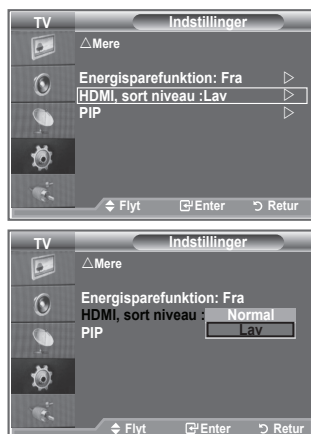 TV Indstillinger
△Mere
Energisparefunktion: Fra ▷
HDMI, sort niveau :Lav ▷
PIP ▷
Flyt Enter Retur
TV Indstillinger
△Mere
Energisparefunktion: Fra
HDMI, sort niveau : Normal
PIP Lav
Flyt Enter Retur